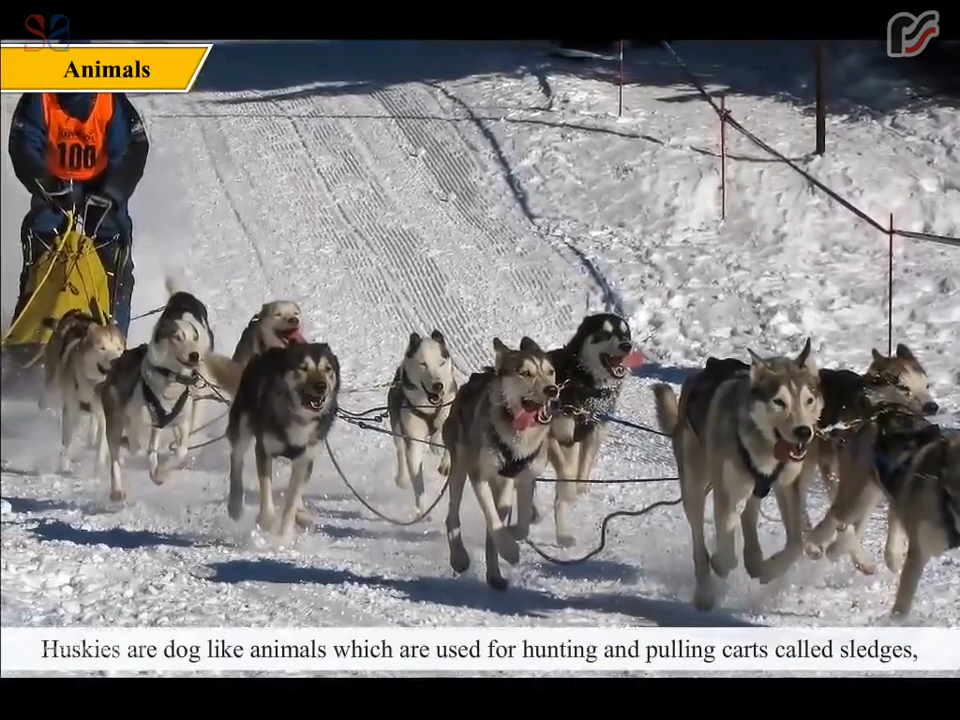 Animals
100
Huskies are dog like animals which are used for hunting and pulling carts called sledges,